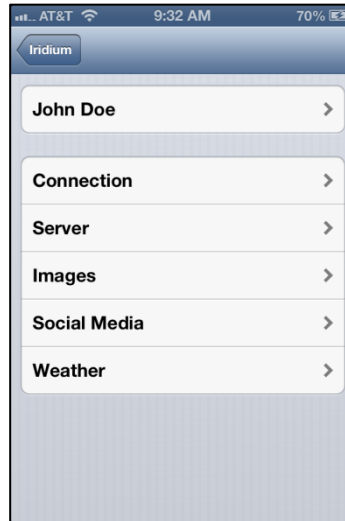 AT&T 9:32 AM 70%
Iridium
John Doe
Connection
Server
Images
Social Media
Weather